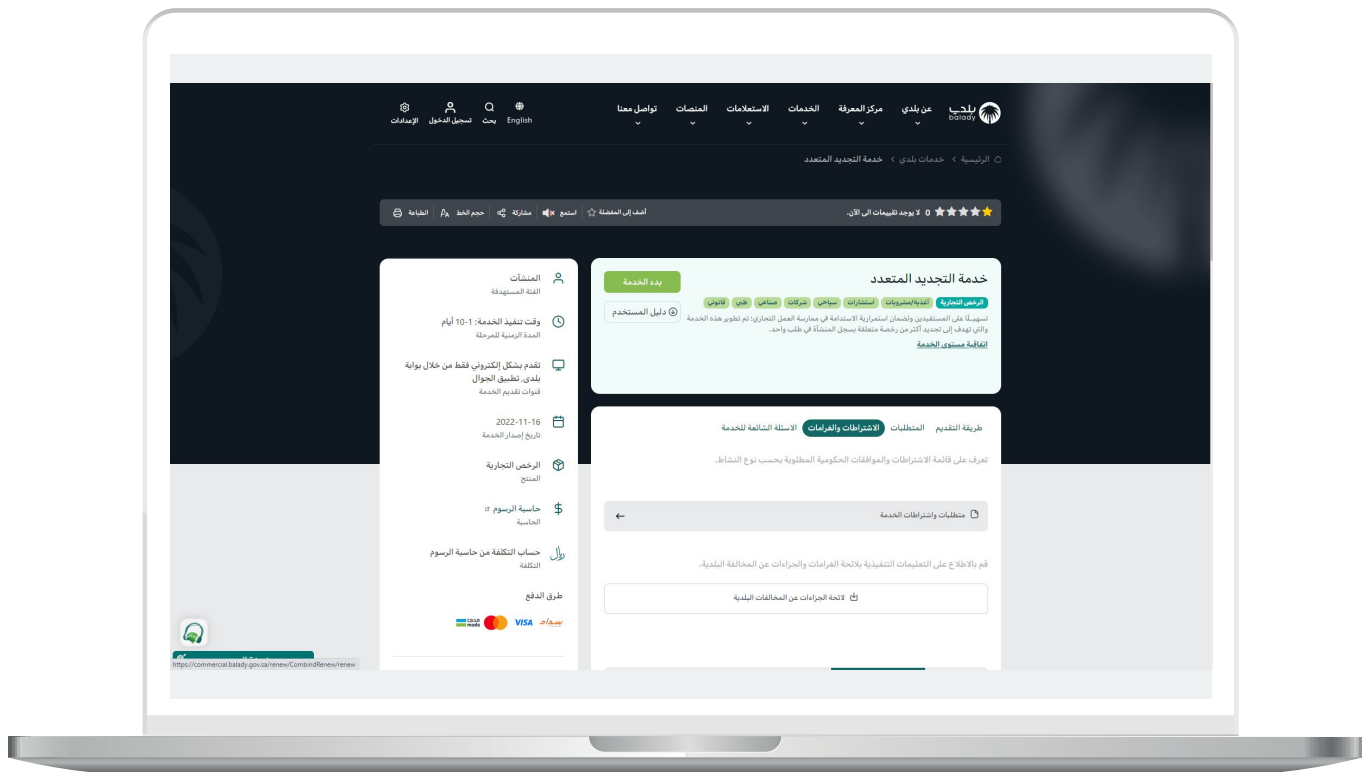 بلدي
balady
عن بلدي
مركز المعرفة
الخدمات
الاستعلامات
المنصات
تواصل معنا
English
بحث
تسجيل الدخول
الإعدادات
الرئيسية › خدمات بلدي › خدمة التجديد المتعدد
0 لا يوجد تقييمات الى الآن.
أضف إلى المفضلة
استمع
مشاركة
حجم الخط
الطباعة
خدمة التجديد المتعدد
بدء الخدمة
دليل المستخدم
الرخص التجارية أغذية/مشروبات استشارات سياحي شركات صناعي طبي قانوني
تسهيلًا على المستفيدين ولضمان استمرارية الاستدامة في ممارسة العمل التجاري؛ تم تطوير هذه الخدمة
والتي تهدف إلى تجديد أكثر من رخصة متعلقة بسجل المنشأة في طلب واحد.
اتفاقية مستوى الخدمة
طريقة التقديم
المتطلبات
الاشتراطات والغرامات
الاسئلة الشائعة للخدمة
تعرف على قائمة الاشتراطات والموافقات الحكومية المطلوبة بحسب نوع النشاط.
متطلبات واشتراطات الخدمة
قم بالاطلاع على التعليمات التنفيذية بلائحة الغرامات والجزاءات عن المخالفة البلدية.
لائحة الجزاءات عن المخالفات البلدية
المنشآت
الفئة المستهدفة
وقت تنفيذ الخدمة: 1-10 أيام
المدة الزمنية للمرحلة
تقدم بشكل إلكتروني فقط من خلال بوابة
بلدي, تطبيق الجوال
قنوات تقديم الخدمة
2022-11-16
تاريخ إصدار الخدمة
الرخص التجارية
المنتج
حاسبة الرسوم
الحاسبة
حساب التكلفة من حاسبة الرسوم
التكلفة
طرق الدفع
سداد
VISA
مدى
mada
https://commercial.balady.gov.sa/renew/CombindRenew/renew